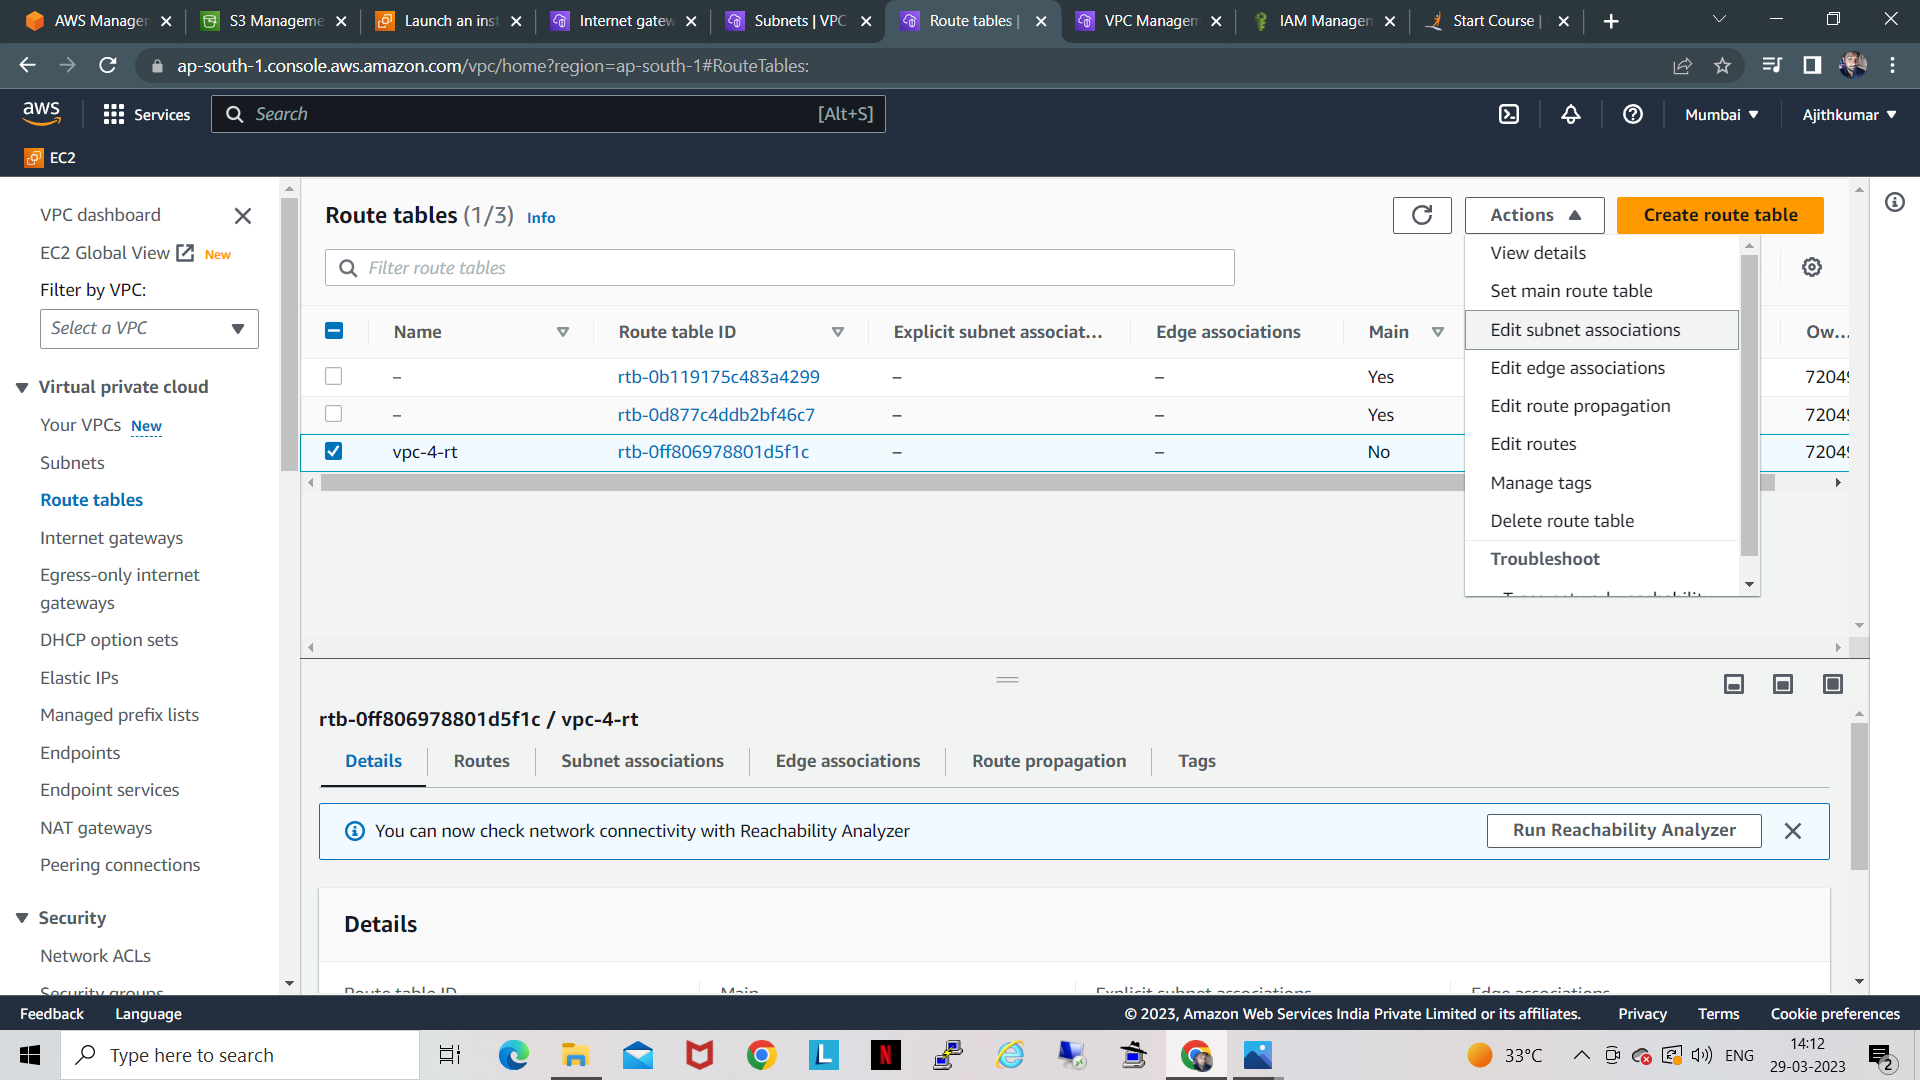 AWS Managem
S3 Manageme
Launch an inst
Internet gatew
Subnets | VPC
Route tables |
VPC Managem
IAM Managem
Start Course |
ap-south-1.console.aws.amazon.com/vpc/home?region=ap-south-1#RouteTables:
aws
Services
Search
[Alt+S]
Mumbai
Ajithkumar
EC2
VPC dashboard
EC2 Global View New
Filter by VPC:
Select a VPC
Virtual private cloud
Your VPCs New
Subnets
Route tables
Internet gateways
Egress-only internet
gateways
DHCP option sets
Elastic IPs
Managed prefix lists
Endpoints
Endpoint services
NAT gateways
Peering connections
Security
Network ACLs
Security groups
Route tables (1/3) Info
Actions
Create route table
Filter route tables
View details
Set main route table
Edit subnet associations
Edit edge associations
Edit route propagation
Edit routes
Manage tags
Delete route table
Troubleshoot
Trace network reachability
Name Route table ID Explicit subnet associat... Edge associations Main Ow...
– rtb-0b119175c483a4299 – – Yes 72049
– rtb-0d877c4ddb2bf46c7 – – Yes 72049
vpc-4-rt rtb-0ff806978801d5f1c – – No 72049
rtb-0ff806978801d5f1c / vpc-4-rt
Details Routes Subnet associations Edge associations Route propagation Tags
You can now check network connectivity with Reachability Analyzer
Run Reachability Analyzer
Details
Route table ID Main Explicit subnet associations Edge associations
Feedback Language © 2023, Amazon Web Services India Private Limited or its affiliates. Privacy Terms Cookie preferences
Type here to search
L
N
33°C
ENG
14:12
29-03-2023
2